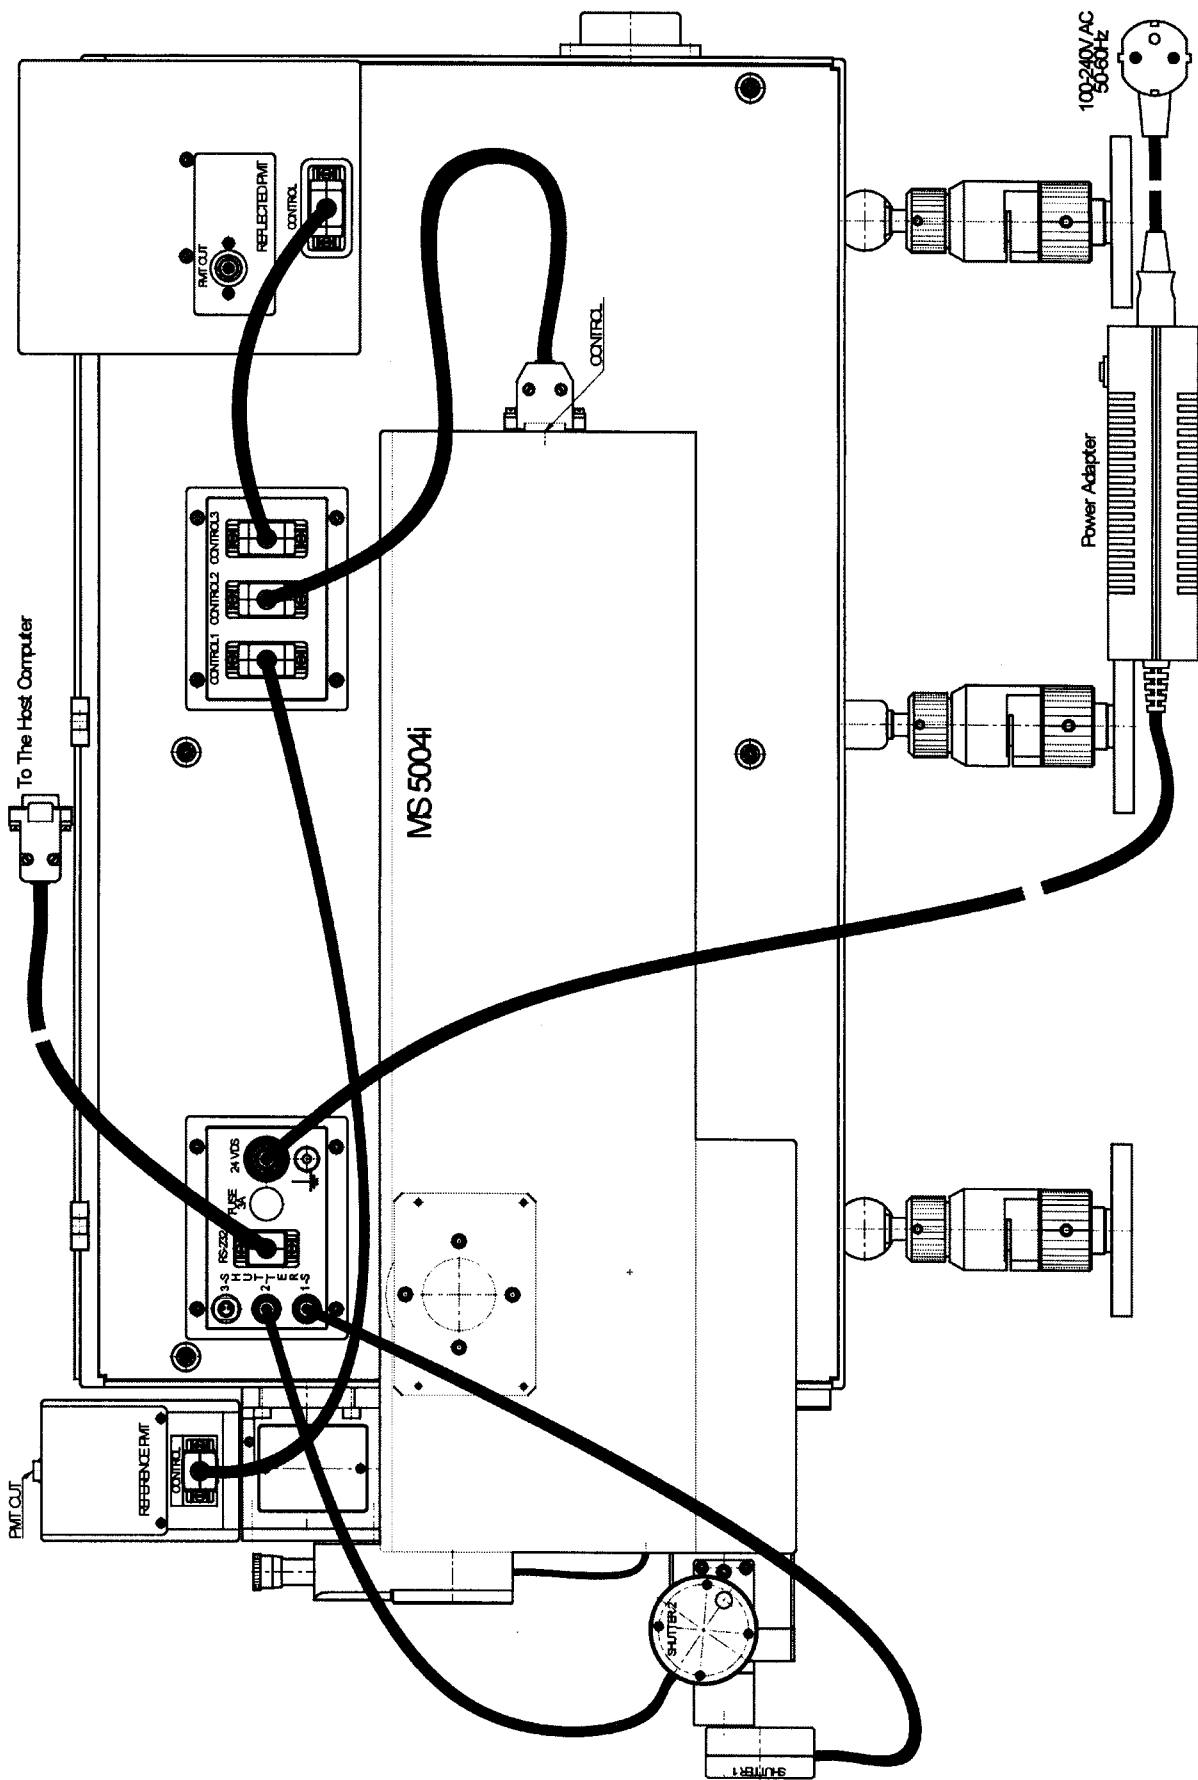 100-240V AC
50-60Hz
PMT OUT
REFLECTED PMT
CONTROL
CONTROL
Power Adapter
CONTROL1
CONTROL2
CONTROL3
To The Host Computer
MS 5004i
24 VDS
FUSE
3A
RS-232
SHUTTERS
3-S
2-
1-S
PMT OUT
REFERENCE PMT
CONTROL
SHUTTER 2
SHUTTER 1